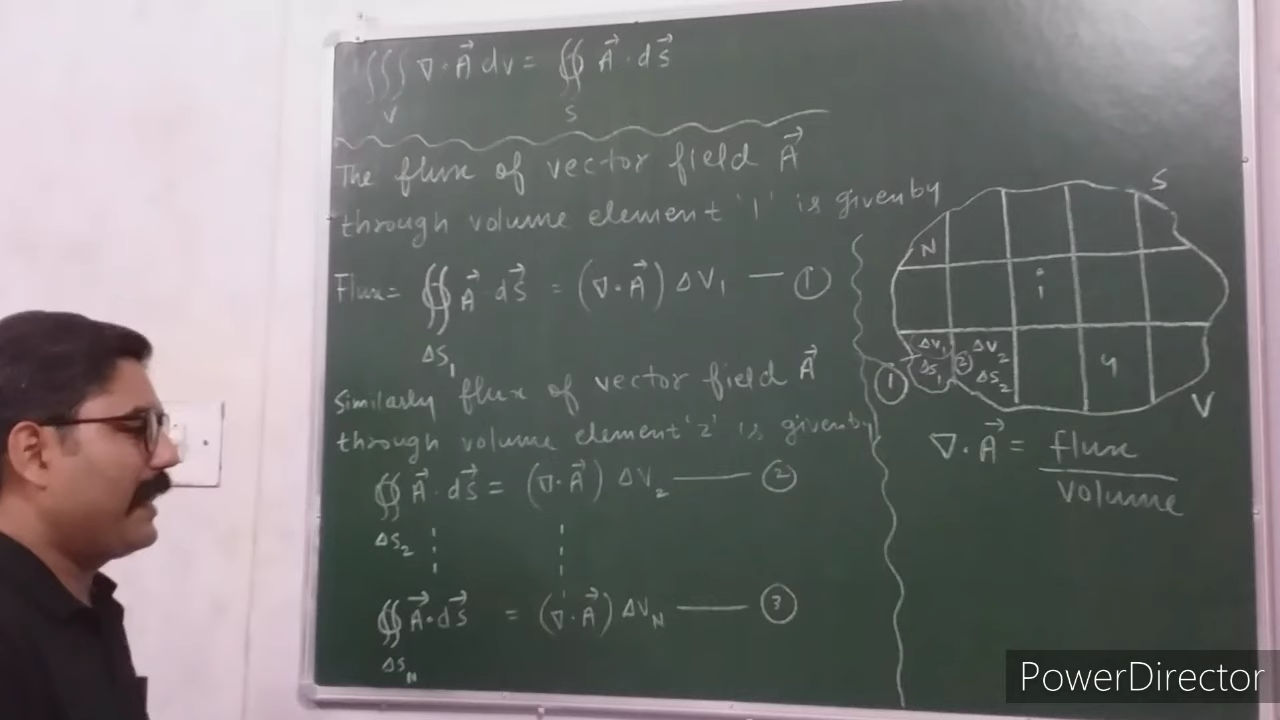 ∭ ∇·A⃗ dv = ∯ A⃗·dS⃗
V S
The flux of vector field A⃗
through volume element '1' is given by
Flux = ∯ A⃗ dS⃗ = (∇·A⃗) ΔV₁ — ①
ΔS₁
Similarly flux of vector field A⃗
through volume element '2' is given by
∯ A⃗·dS⃗ = (∇·A⃗) ΔV₂ — ②
ΔS₂
∯ A⃗·dS⃗ = (∇·A⃗) ΔV_N — ③
ΔS_N
S
N
i
ΔV₁ ΔV₂
① ΔS₁ ② ΔS₂
4
V
∇·A⃗ = flux
volume
PowerDirector